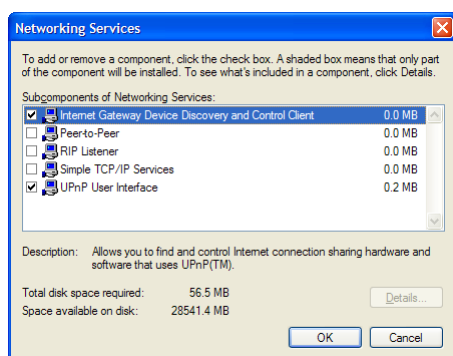 Networking Services
To add or remove a component, click the check box. A shaded box means that only part
of the component will be installed. To see what's included in a component, click Details.
Subcomponents of Networking Services:
Internet Gateway Device Discovery and Control Client 0.0 MB
Peer-to-Peer 0.0 MB
RIP Listener 0.0 MB
Simple TCP/IP Services 0.0 MB
UPnP User Interface 0.2 MB
Description: Allows you to find and control Internet connection sharing hardware and
software that uses UPnP(TM).
Total disk space required: 56.5 MB
Details...
Space available on disk: 28541.4 MB
OK Cancel